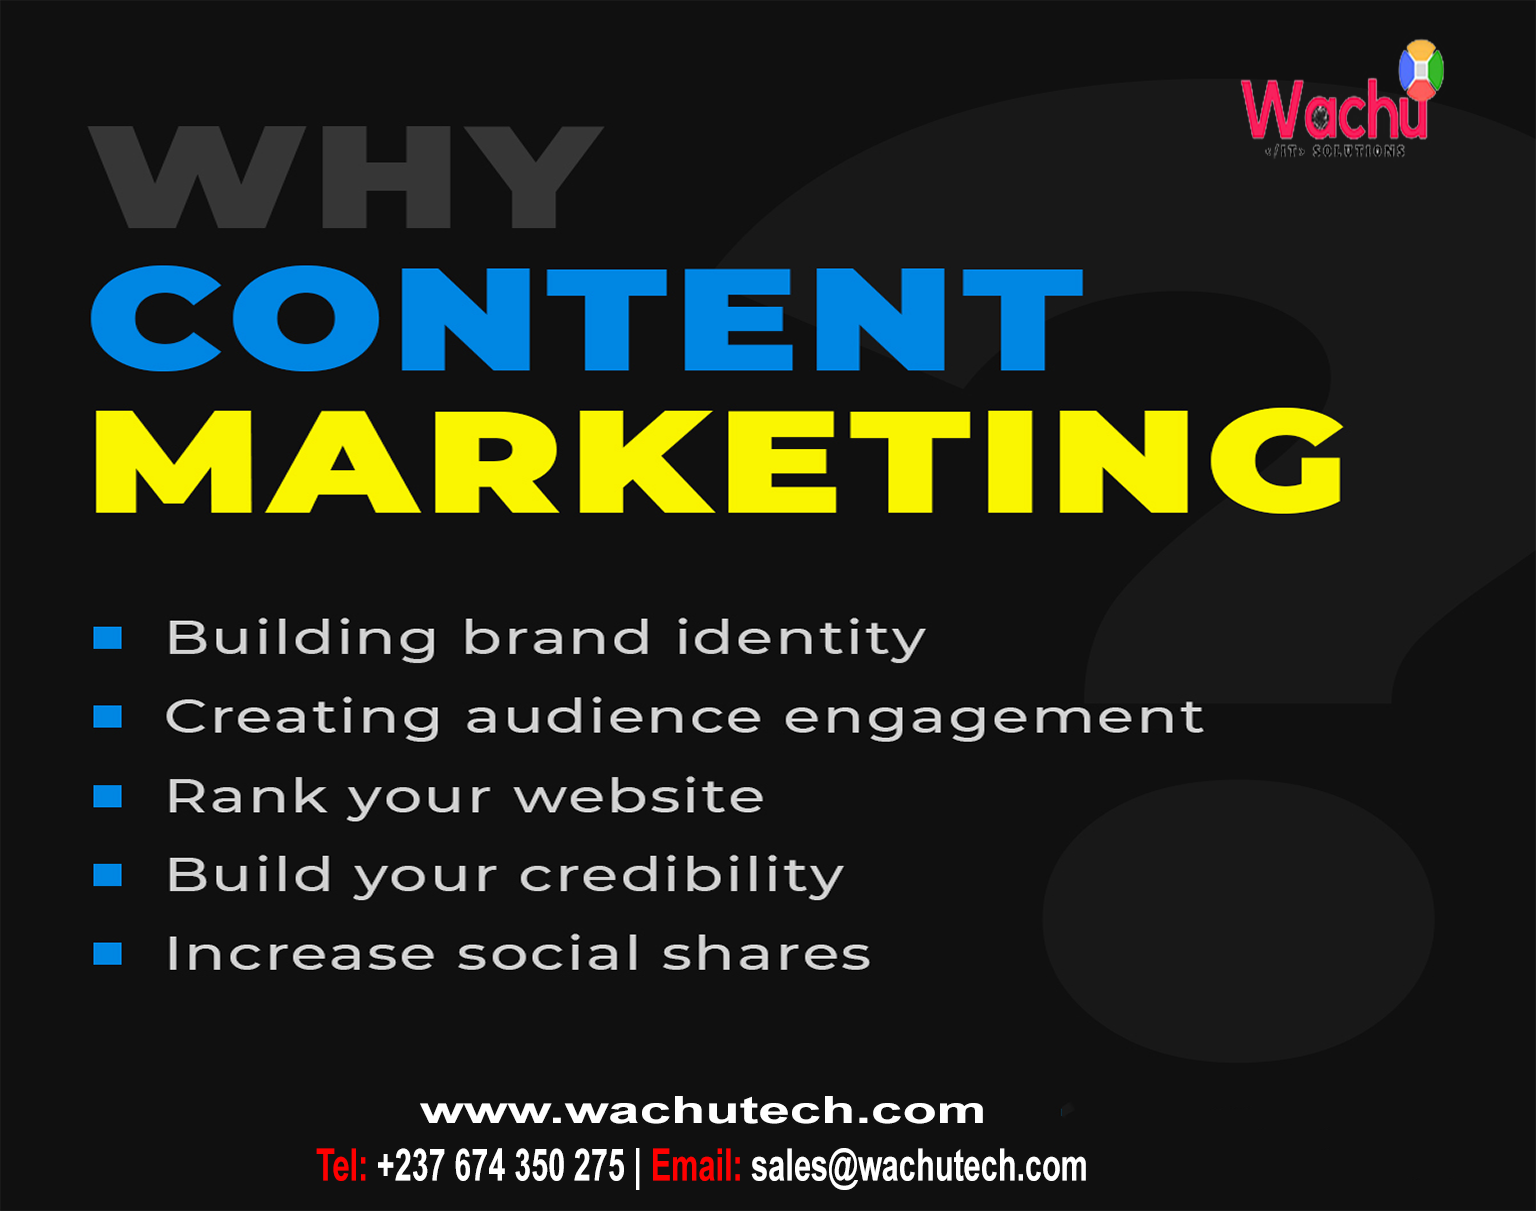 Wachu
</IT> SOLUTIONS
WHY
CONTENT
MARKETING
Building brand identity
Creating audience engagement
Rank your website
Build your credibility
Increase social shares
www.wachutech.com
Tel: +237 674 350 275 | Email: sales@wachutech.com